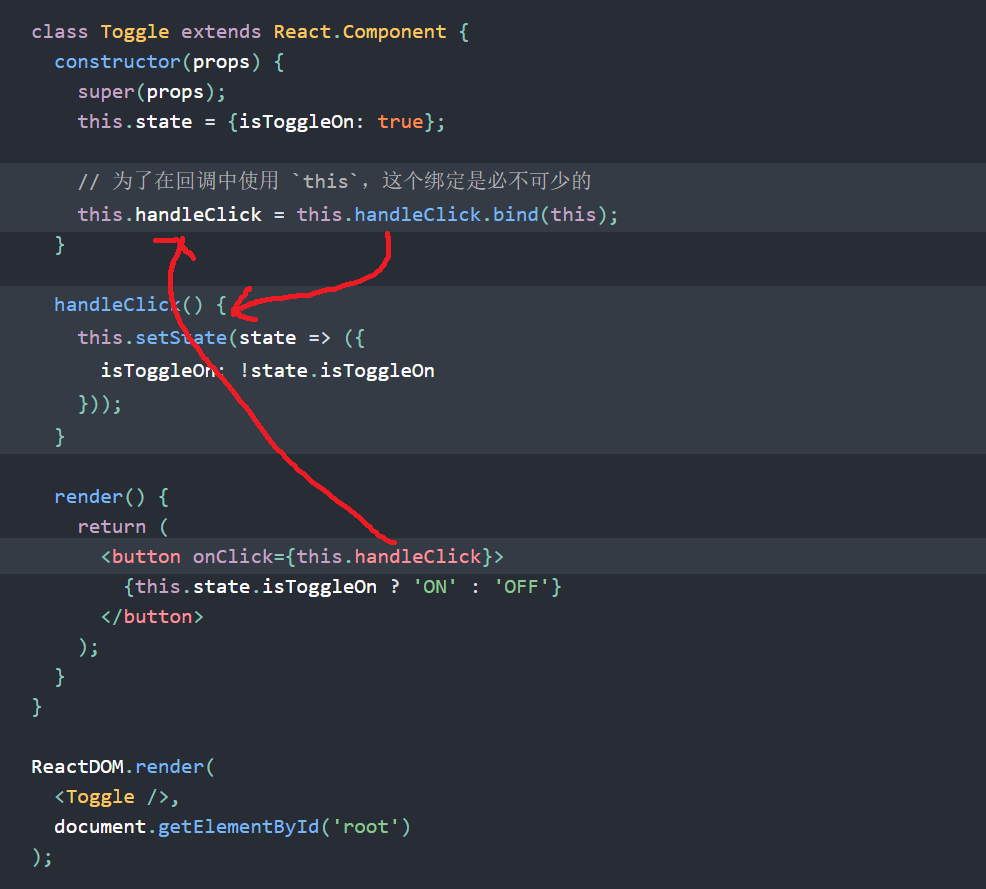 class Toggle extends React.Component {
  constructor(props) {
    super(props);
    this.state = {isToggleOn: true};

    // 为了在回调中使用 `this`，这个绑定是必不可少的
    this.handleClick = this.handleClick.bind(this);
  }

  handleClick() {
    this.setState(state => ({
      isToggleOn: !state.isToggleOn
    }));
  }

  render() {
    return (
      <button onClick={this.handleClick}>
        {this.state.isToggleOn ? 'ON' : 'OFF'}
      </button>
    );
  }
}

ReactDOM.render(
  <Toggle />,
  document.getElementById('root')
);